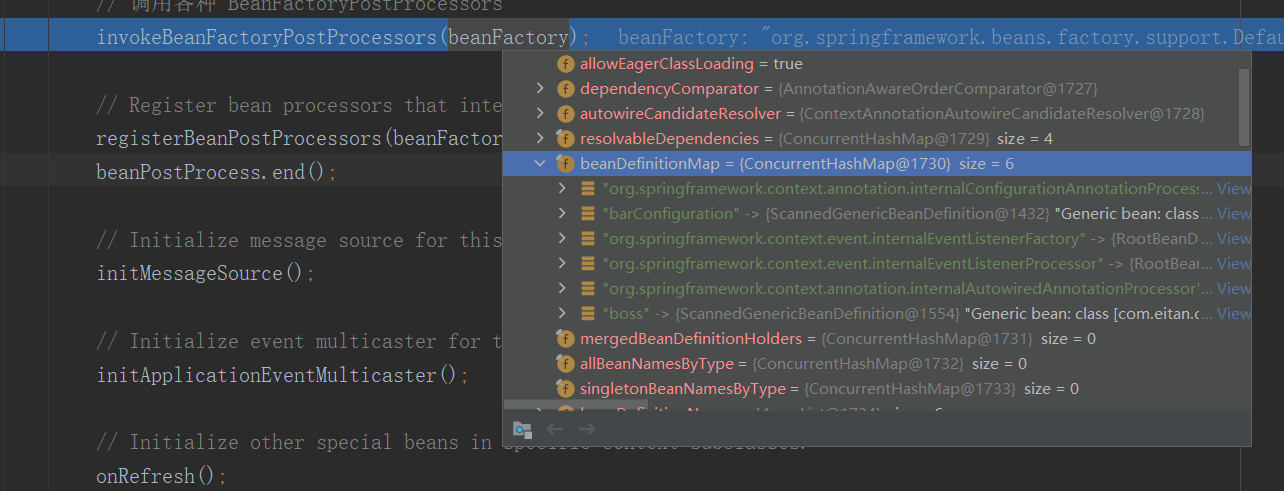 // 调用各种 BeanFactoryPostProcessors
invokeBeanFactoryPostProcessors(beanFactory); beanFactory: "org.springframework.beans.factory.support.Defau
// Register bean processors that inte
registerBeanPostProcessors(beanFactor
beanPostProcess.end();
// Initialize message source for this
initMessageSource();
// Initialize event multicaster for t
initApplicationEventMulticaster();
// Initialize other special beans in specific context subclasses.
onRefresh();
allowEagerClassLoading = true
dependencyComparator = {AnnotationAwareOrderComparator@1727}
autowireCandidateResolver = {ContextAnnotationAutowireCandidateResolver@1728}
resolvableDependencies = {ConcurrentHashMap@1729} size = 4
beanDefinitionMap = {ConcurrentHashMap@1730} size = 6
"org.springframework.context.annotation.internalConfigurationAnnotationProcess... View
"barConfiguration" -> {ScannedGenericBeanDefinition@1432} "Generic bean: class ... View
"org.springframework.context.event.internalEventListenerFactory" -> {RootBeanD... View
"org.springframework.context.event.internalEventListenerProcessor" -> {RootBear... View
"org.springframework.context.annotation.internalAutowiredAnnotationProcessor"... View
"boss" -> {ScannedGenericBeanDefinition@1554} "Generic bean: class [com.eitan.c... View
mergedBeanDefinitionHolders = {ConcurrentHashMap@1731} size = 0
allBeanNamesByType = {ConcurrentHashMap@1732} size = 0
singletonBeanNamesByType = {ConcurrentHashMap@1733} size = 0